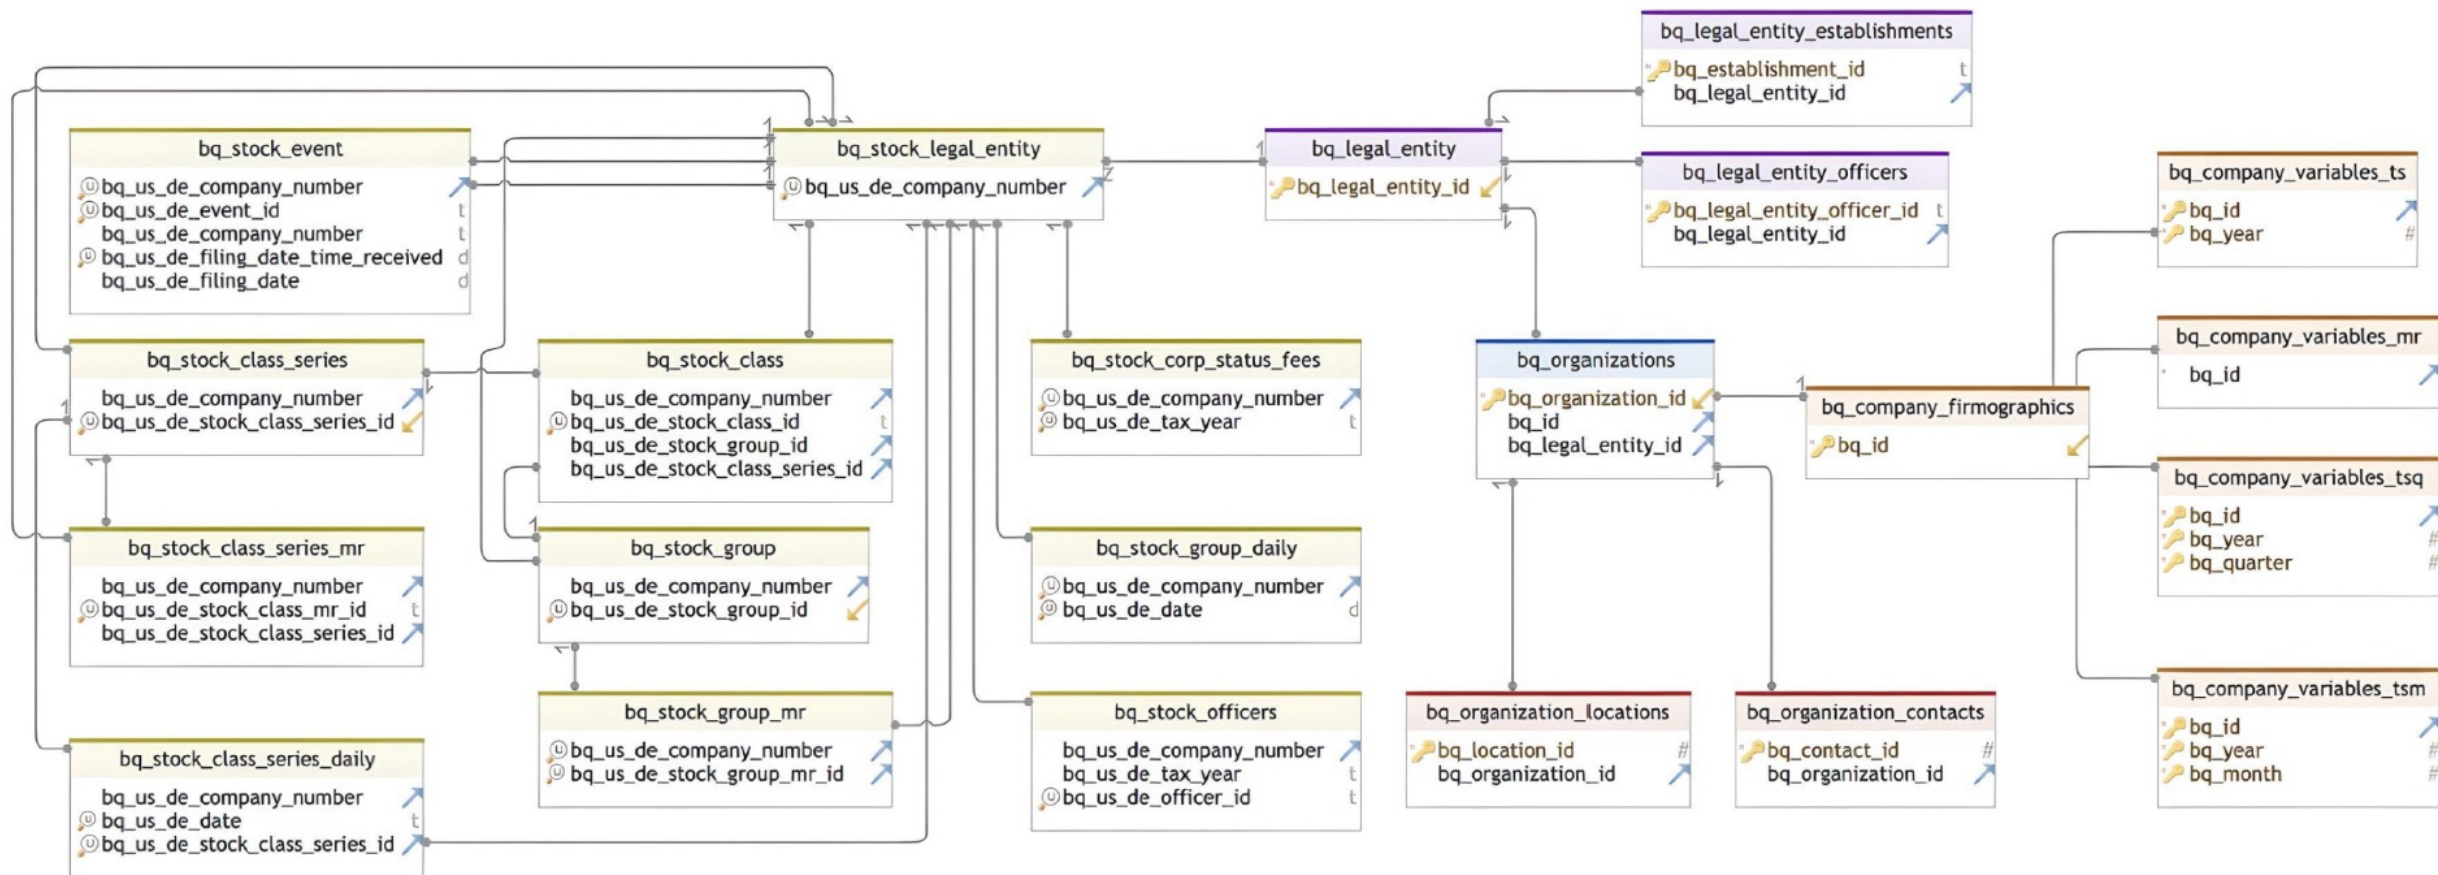 bq_legal_entity_establishments
bq_establishment_id t
bq_legal_entity_id
bq_stock_event
bq_us_de_company_number
bq_us_de_event_id t
bq_us_de_company_number t
bq_us_de_filing_date_time_received d
bq_us_de_filing_date d
bq_stock_legal_entity
bq_us_de_company_number
bq_legal_entity
bq_legal_entity_id
bq_legal_entity_officers
bq_legal_entity_officer_id t
bq_legal_entity_id
bq_company_variables_ts
bq_id
bq_year #
bq_stock_class_series
bq_us_de_company_number
bq_us_de_stock_class_series_id
bq_stock_class
bq_us_de_company_number
bq_us_de_stock_class_id t
bq_us_de_stock_group_id
bq_us_de_stock_class_series_id
bq_stock_corp_status_fees
bq_us_de_company_number
bq_us_de_tax_year t
bq_organizations
bq_organization_id
bq_id
bq_legal_entity_id
bq_company_firmographics
bq_id
bq_company_variables_mr
bq_id
bq_company_variables_tsq
bq_id
bq_year #
bq_quarter #
bq_stock_class_series_mr
bq_us_de_company_number
bq_us_de_stock_class_mr_id t
bq_us_de_stock_class_series_id
bq_stock_group
bq_us_de_company_number
bq_us_de_stock_group_id
bq_stock_group_daily
bq_us_de_company_number
bq_us_de_date d
bq_stock_class_series_daily
bq_us_de_company_number
bq_us_de_date t
bq_us_de_stock_class_series_id
bq_stock_group_mr
bq_us_de_company_number
bq_us_de_stock_group_mr_id
bq_stock_officers
bq_us_de_company_number
bq_us_de_tax_year t
bq_us_de_officer_id t
bq_organization_locations
bq_location_id #
bq_organization_id
bq_organization_contacts
bq_contact_id #
bq_organization_id
bq_company_variables_tsm
bq_id
bq_year #
bq_month #